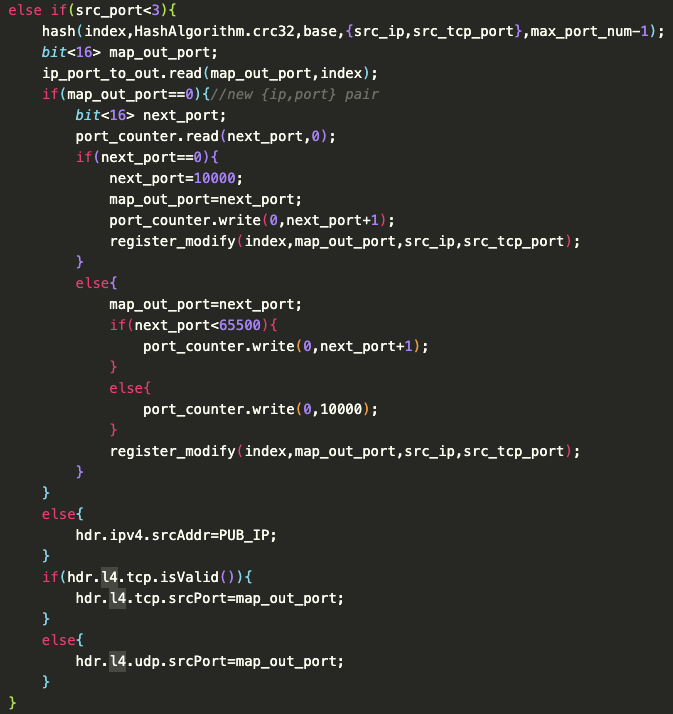 else if(src_port<3){
hash(index,HashAlgorithm.crc32,base,{src_ip,src_tcp_port},max_port_num-1);
bit<16> map_out_port;
ip_port_to_out.read(map_out_port,index);
if(map_out_port==0){//new {ip,port} pair
bit<16> next_port;
port_counter.read(next_port,0);
if(next_port==0){
next_port=10000;
map_out_port=next_port;
port_counter.write(0,next_port+1);
register_modify(index,map_out_port,src_ip,src_tcp_port);
}
else{
map_out_port=next_port;
if(next_port<65500){
port_counter.write(0,next_port+1);
}
else{
port_counter.write(0,10000);
}
register_modify(index,map_out_port,src_ip,src_tcp_port);
}
}
else{
hdr.ipv4.srcAddr=PUB_IP;
}
if(hdr.l4.tcp.isValid()){
hdr.l4.tcp.srcPort=map_out_port;
}
else{
hdr.l4.udp.srcPort=map_out_port;
}
}